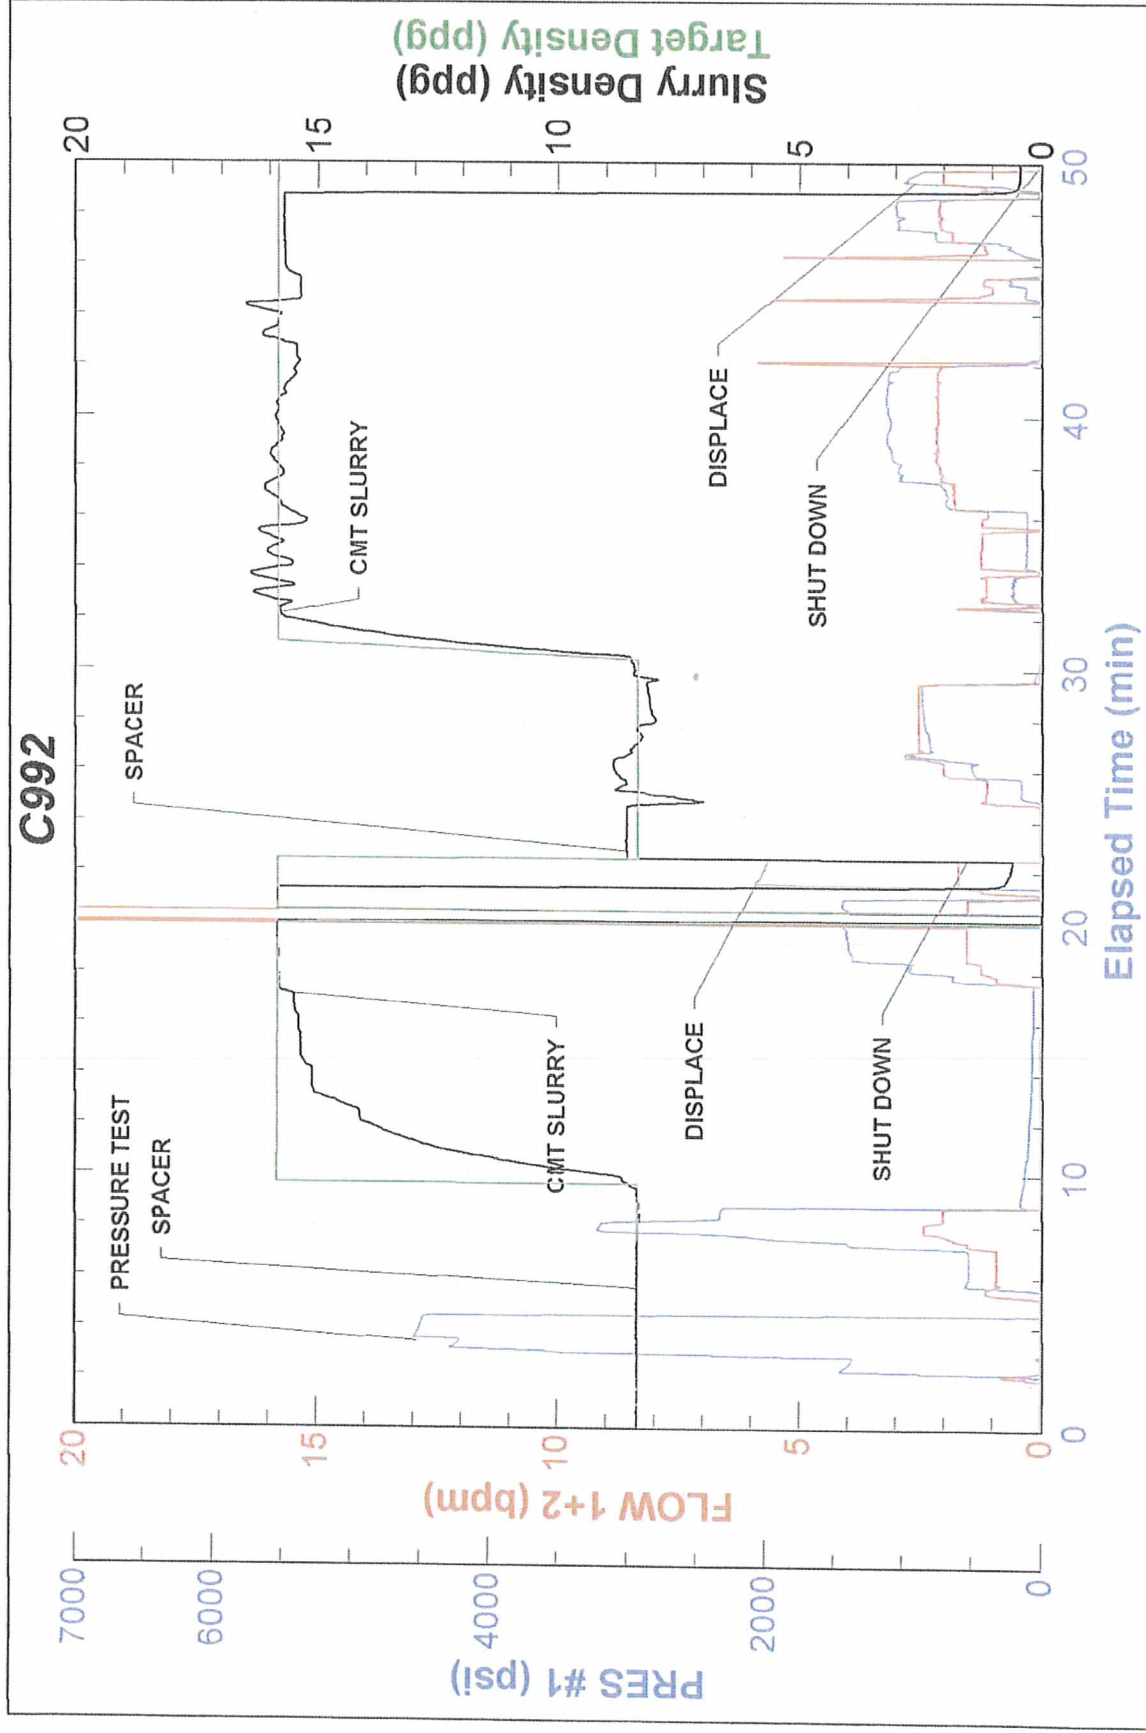 C992
PRES #1 (psi)
7000
6000
4000
2000
0
FLOW 1+2 (bpm)
20
15
10
5
0
PRESSURE TEST
SPACER
CMT SLURRY
DISPLACE
SHUT DOWN
SPACER
CMT SLURRY
DISPLACE
SHUT DOWN
20
15
10
5
0
Slurry Density (ppg)
Target Density (ppg)
0
10
20
30
40
50
Elapsed Time (min)